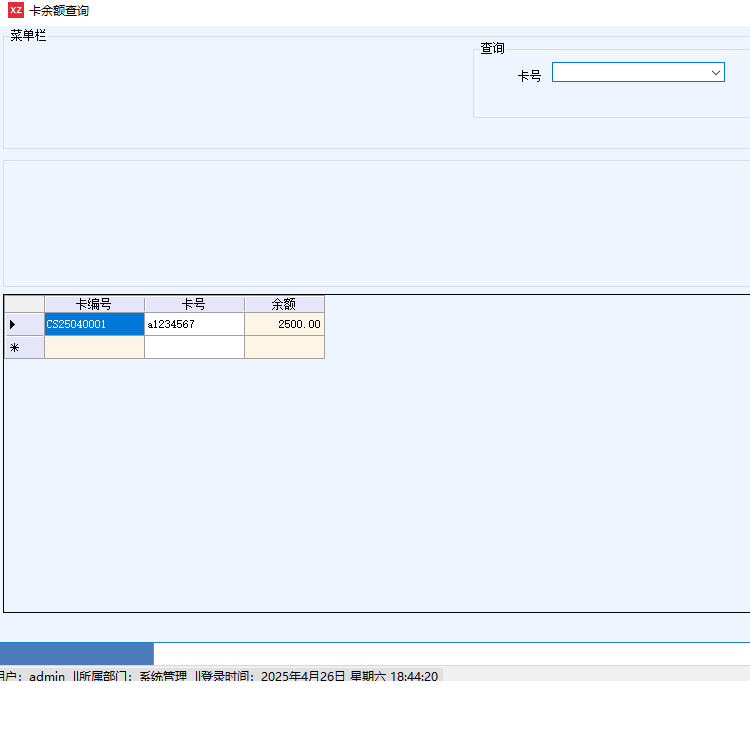 XZ 卡余额查询
菜单栏
查询
卡号
卡编号 卡号 余额
CS25040001 a1234567 2500.00
用户：admin ||所属部门：系统管理 ||登录时间：2025年4月26日 星期六 18:44:20